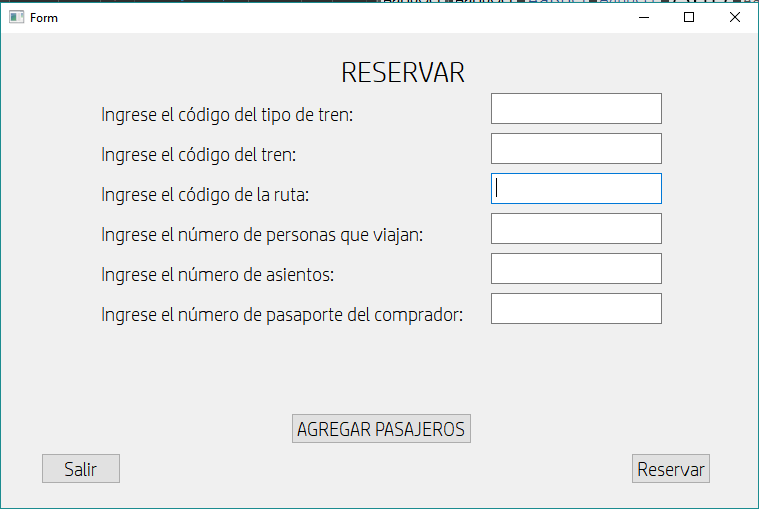 Form
RESERVAR
Ingrese el código del tipo de tren:
Ingrese el código del tren:
Ingrese el código de la ruta:
Ingrese el número de personas que viajan:
Ingrese el número de asientos:
Ingrese el número de pasaporte del comprador:
AGREGAR PASAJEROS
Salir
Reservar